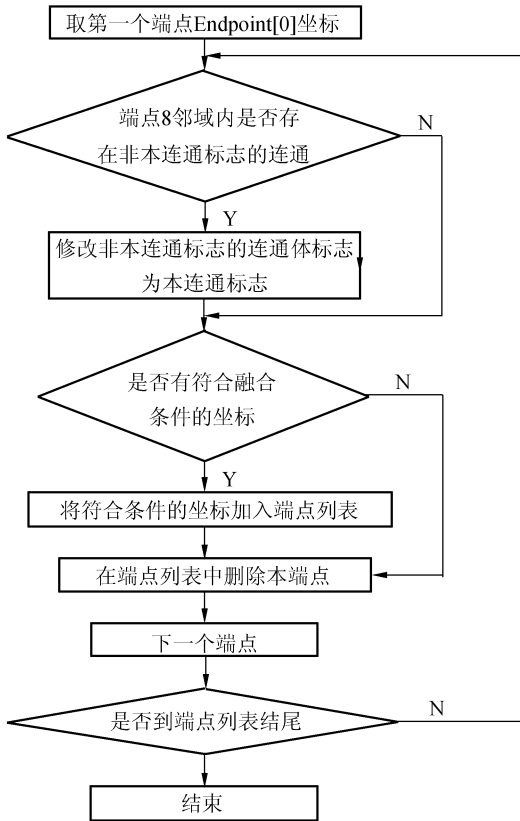 取第一个端点Endpoint[0]坐标
端点8邻域内是否存
在非本连通标志的连通
N
Y
修改非本连通标志的连通体标志
为本连通标志
是否有符合融合
条件的坐标
N
Y
将符合条件的坐标加入端点列表
在端点列表中删除本端点
下一个端点
是否到端点列表结尾
N
结束